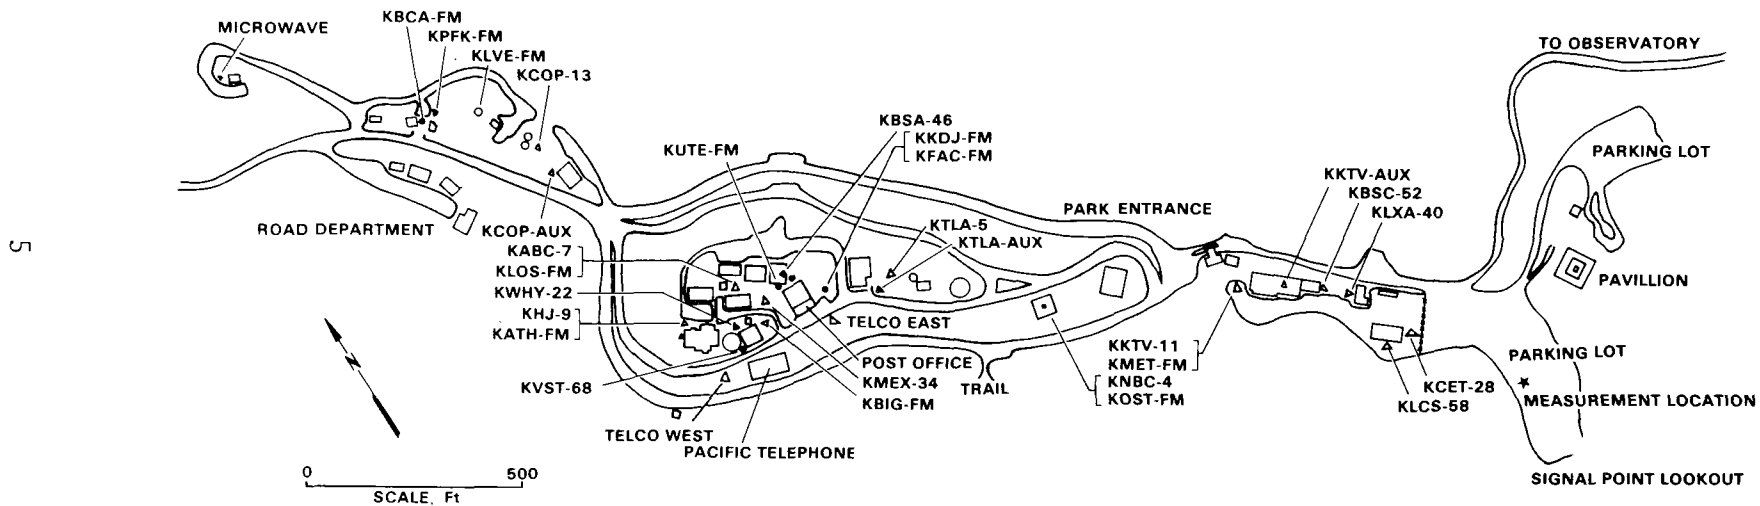 MICROWAVE
KBCA-FM
KPFK-FM
KLVE-FM
KCOP-13
TO OBSERVATORY
KBSA-46
KKDJ-FM
KFAC-FM
KUTE-FM
PARKING LOT
KKTV-AUX
KBSC-52
KLXA-40
PARK ENTRANCE
ROAD DEPARTMENT
KCOP-AUX
KABC-7
KLOS-FM
KTLA-5
KTLA-AUX
5
KWHY-22
KHJ-9
KATH-FM
PAVILLION
TELCO EAST
N
KKTV-11
KMET-FM
KNBC-4
KOST-FM
POST OFFICE
KMEX-34
KBIG-FM
TRAIL
KVST-68
PARKING LOT
KCET-28
KLCS-58
MEASUREMENT LOCATION
TELCO WEST
PACIFIC TELEPHONE
0 500
SCALE, Ft
SIGNAL POINT LOOKOUT